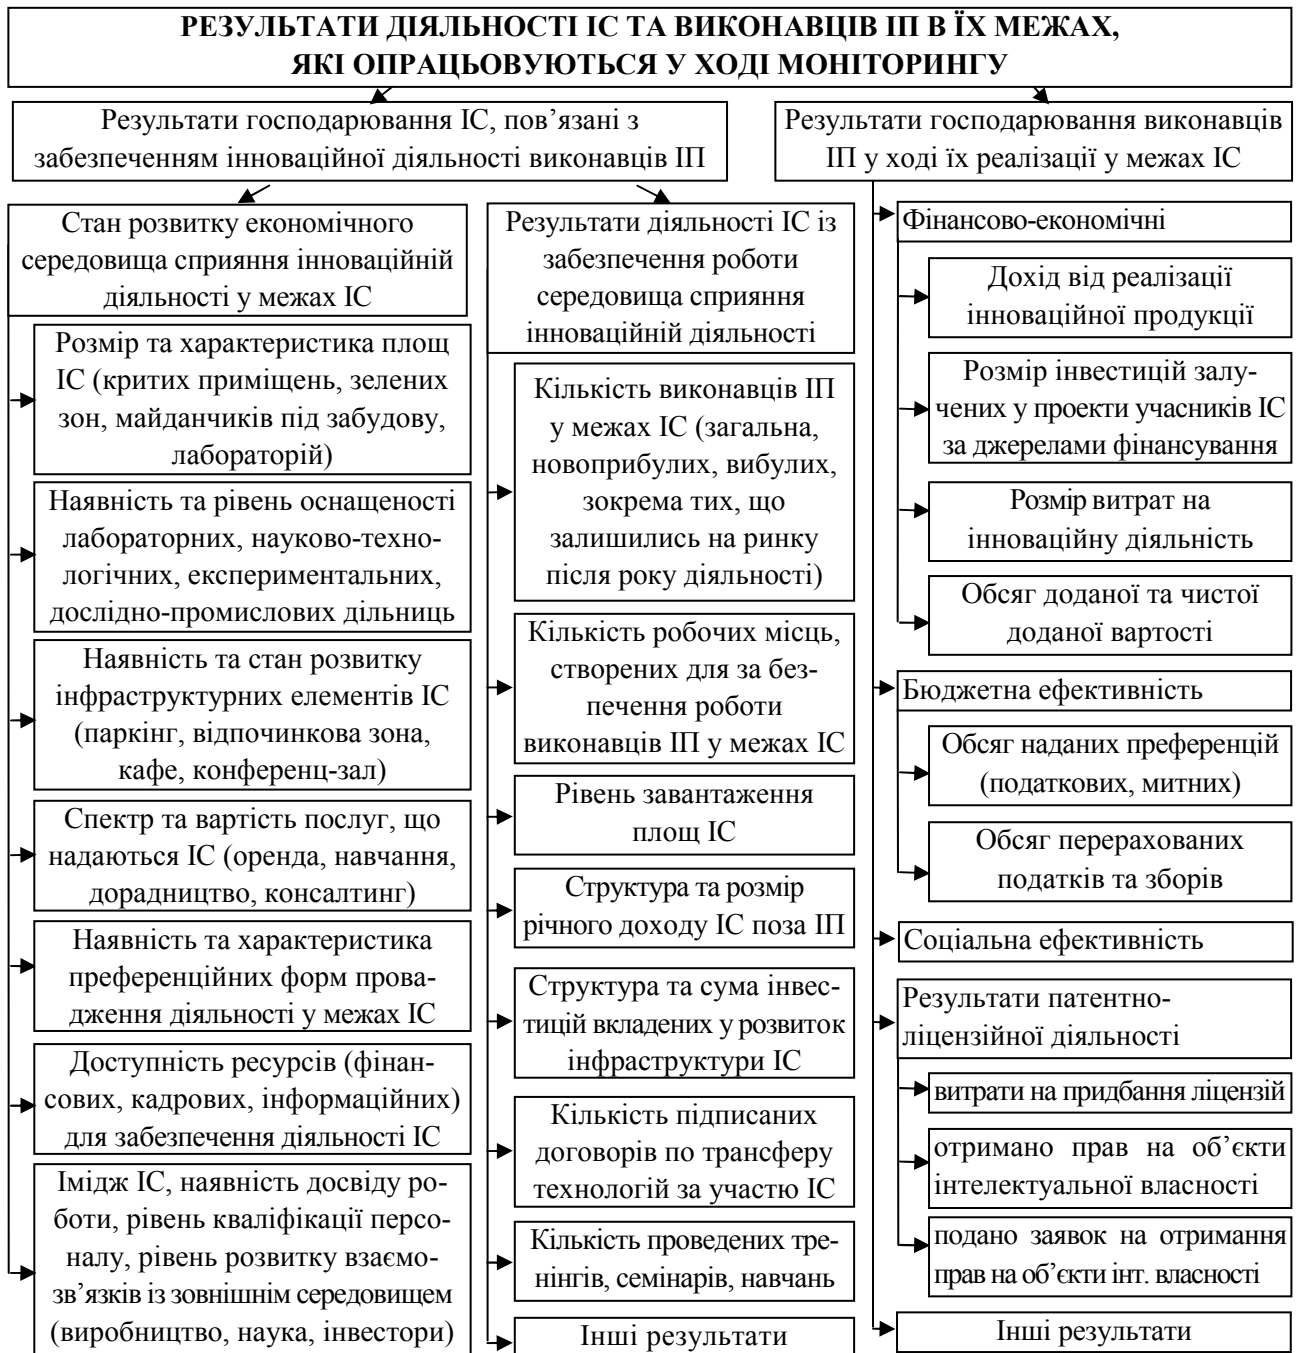 РЕЗУЛЬТАТИ ДІЯЛЬНОСТІ ІС ТА ВИКОНАВЦІВ ІП В ЇХ МЕЖАХ,
ЯКІ ОПРАЦЬОВУЮТЬСЯ У ХОДІ МОНІТОРИНГУ
Результати господарювання ІС, пов’язані з
забезпеченням інноваційної діяльності виконавців ІП
Результати господарювання виконавців
ІП у ході їх реалізації у межах ІС
Стан розвитку економічного
середовища сприяння інноваційній
діяльності у межах ІС
Розмір та характеристика площ
ІС (критих приміщень, зелених
зон, майданчиків під забудову,
лабораторій)
Наявність та рівень оснащеності
лабораторних, науково-техно-
логічних, експериментальних,
дослідно-промислових дільниць
Наявність та стан розвитку
інфраструктурних елементів ІС
(паркінг, відпочинкова зона,
кафе, конференц-зал)
Спектр та вартість послуг, що
надаються ІС (оренда, навчання,
дорадництво, консалтинг)
Наявність та характеристика
преференційних форм прова-
дження діяльності у межах ІС
Доступність ресурсів (фінан-
сових, кадрових, інформаційних)
для забезпечення діяльності ІС
Імідж ІС, наявність досвіду ро-
боти, рівень кваліфікації персо-
налу, рівень розвитку взаємо-
зв’язків із зовнішнім середовищем
(виробництво, наука, інвестори)
Результати діяльності ІС із
забезпечення роботи
середовища сприяння
інноваційній діяльності
Кількість виконавців ІП
у межах ІС (загальна,
новоприбулих, вибулих,
зокрема тих, що
залишились на ринку
після року діяльності)
Кількість робочих місць,
створених для за без-
печення роботи
виконавців ІП у межах ІС
Рівень завантаження
площ ІС
Структура та розмір
річного доходу ІС поза ІП
Структура та сума інвес-
тицій вкладених у розвиток
інфраструктури ІС
Кількість підписаних
договорів по трансферу
технологій за участю ІС
Кількість проведених тре-
нінгів, семінарів, навчань
Інші результати
Фінансово-економічні
Дохід від реалізації
інноваційної продукції
Розмір інвестицій залу-
чених у проекти учасників ІС
за джерелами фінансування
Розмір витрат на
інноваційну діяльність
Обсяг доданої та чистої
доданої вартості
Бюджетна ефективність
Обсяг наданих преференцій
(податкових, митних)
Обсяг перерахованих
податків та зборів
Соціальна ефективність
Результати патентно-
ліцензійної діяльності
витрати на придбання ліцензій
отримано прав на об’єкти
інтелектуальної власності
подано заявок на отримання
прав на об’єкти інт. власності
Інші результати